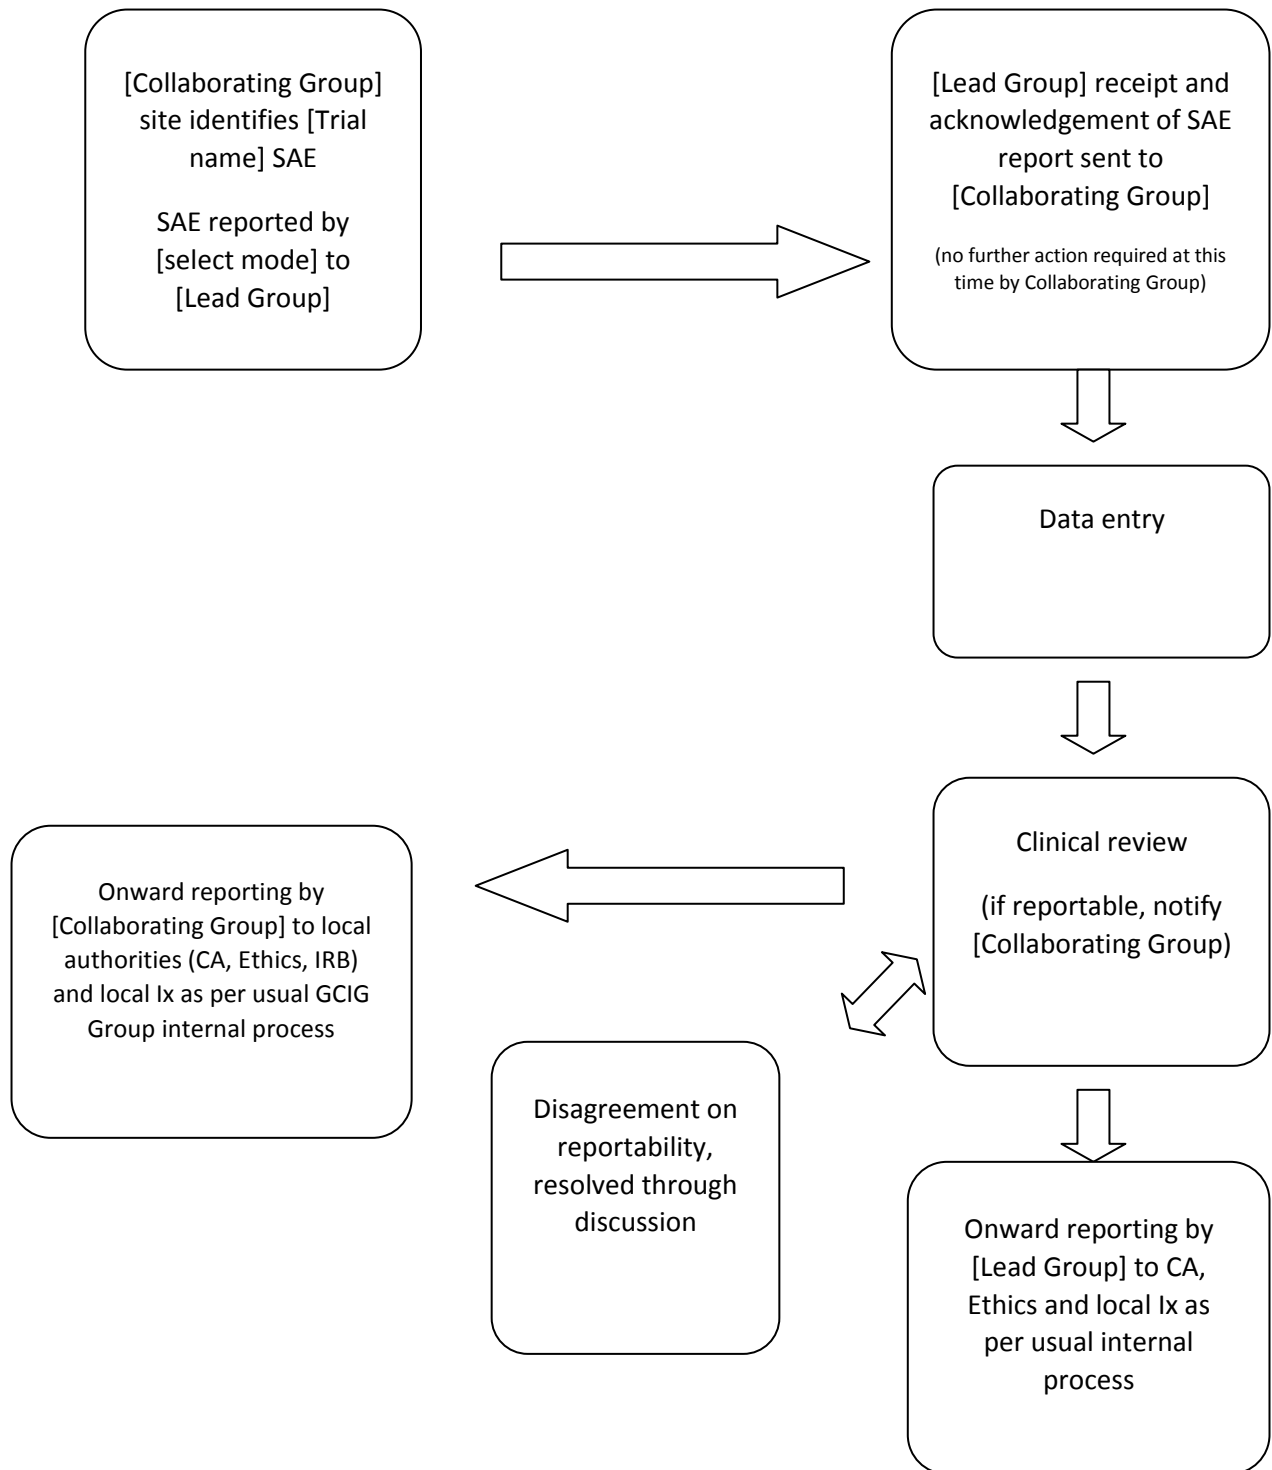 [Collaborating Group]
site identifies [Trial
name] SAE
SAE reported by
[select mode] to
[Lead Group]
[Lead Group] receipt and
acknowledgement of SAE
report sent to
[Collaborating Group]
(no further action required at this
time by Collaborating Group)
Data entry
Clinical review
(if reportable, notify
[Collaborating Group)
Onward reporting by
[Collaborating Group] to local
authorities (CA, Ethics, IRB)
and local Ix as per usual GCIG
Group internal process
Disagreement on
reportability,
resolved through
discussion
Onward reporting by
[Lead Group] to CA,
Ethics and local Ix as
per usual internal
process